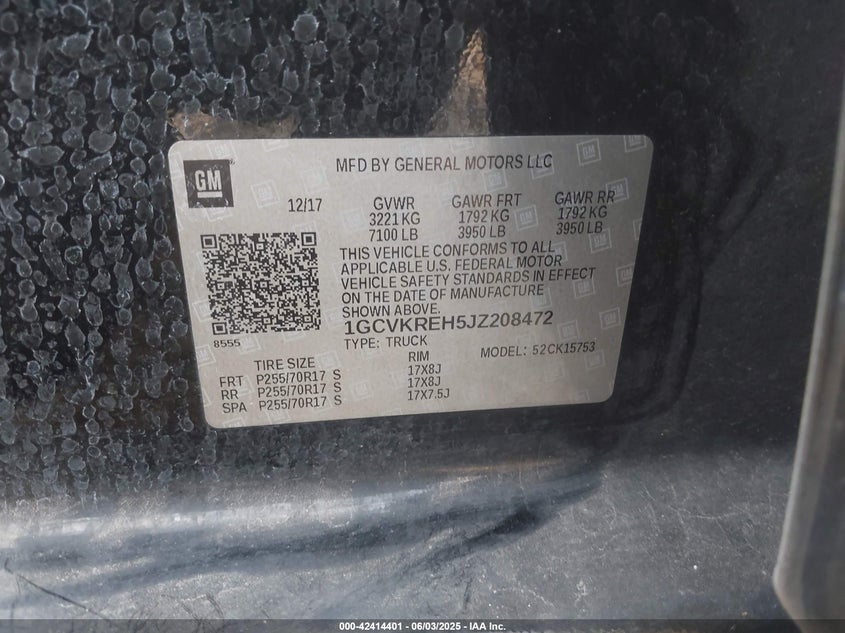 GM
MFD BY GENERAL MOTORS LLC
12/17 GVWR GAWR FRT GAWR RR
3221 KG 1792 KG 1792 KG
7100 LB 3950 LB 3950 LB
THIS VEHICLE CONFORMS TO ALL
APPLICABLE U.S. FEDERAL MOTOR
VEHICLE SAFETY STANDARDS IN EFFECT
ON THE DATE OF MANUFACTURE
SHOWN ABOVE.
1GCVKREH5JZ208472
8555 TYPE: TRUCK MODEL: 52CK15753
TIRE SIZE RIM
FRT P255/70R17 S 17X8J
RR P255/70R17 S 17X8J
SPA P255/70R17 S 17X7.5J
000-42414401 - 06/03/2025 - IAA Inc.